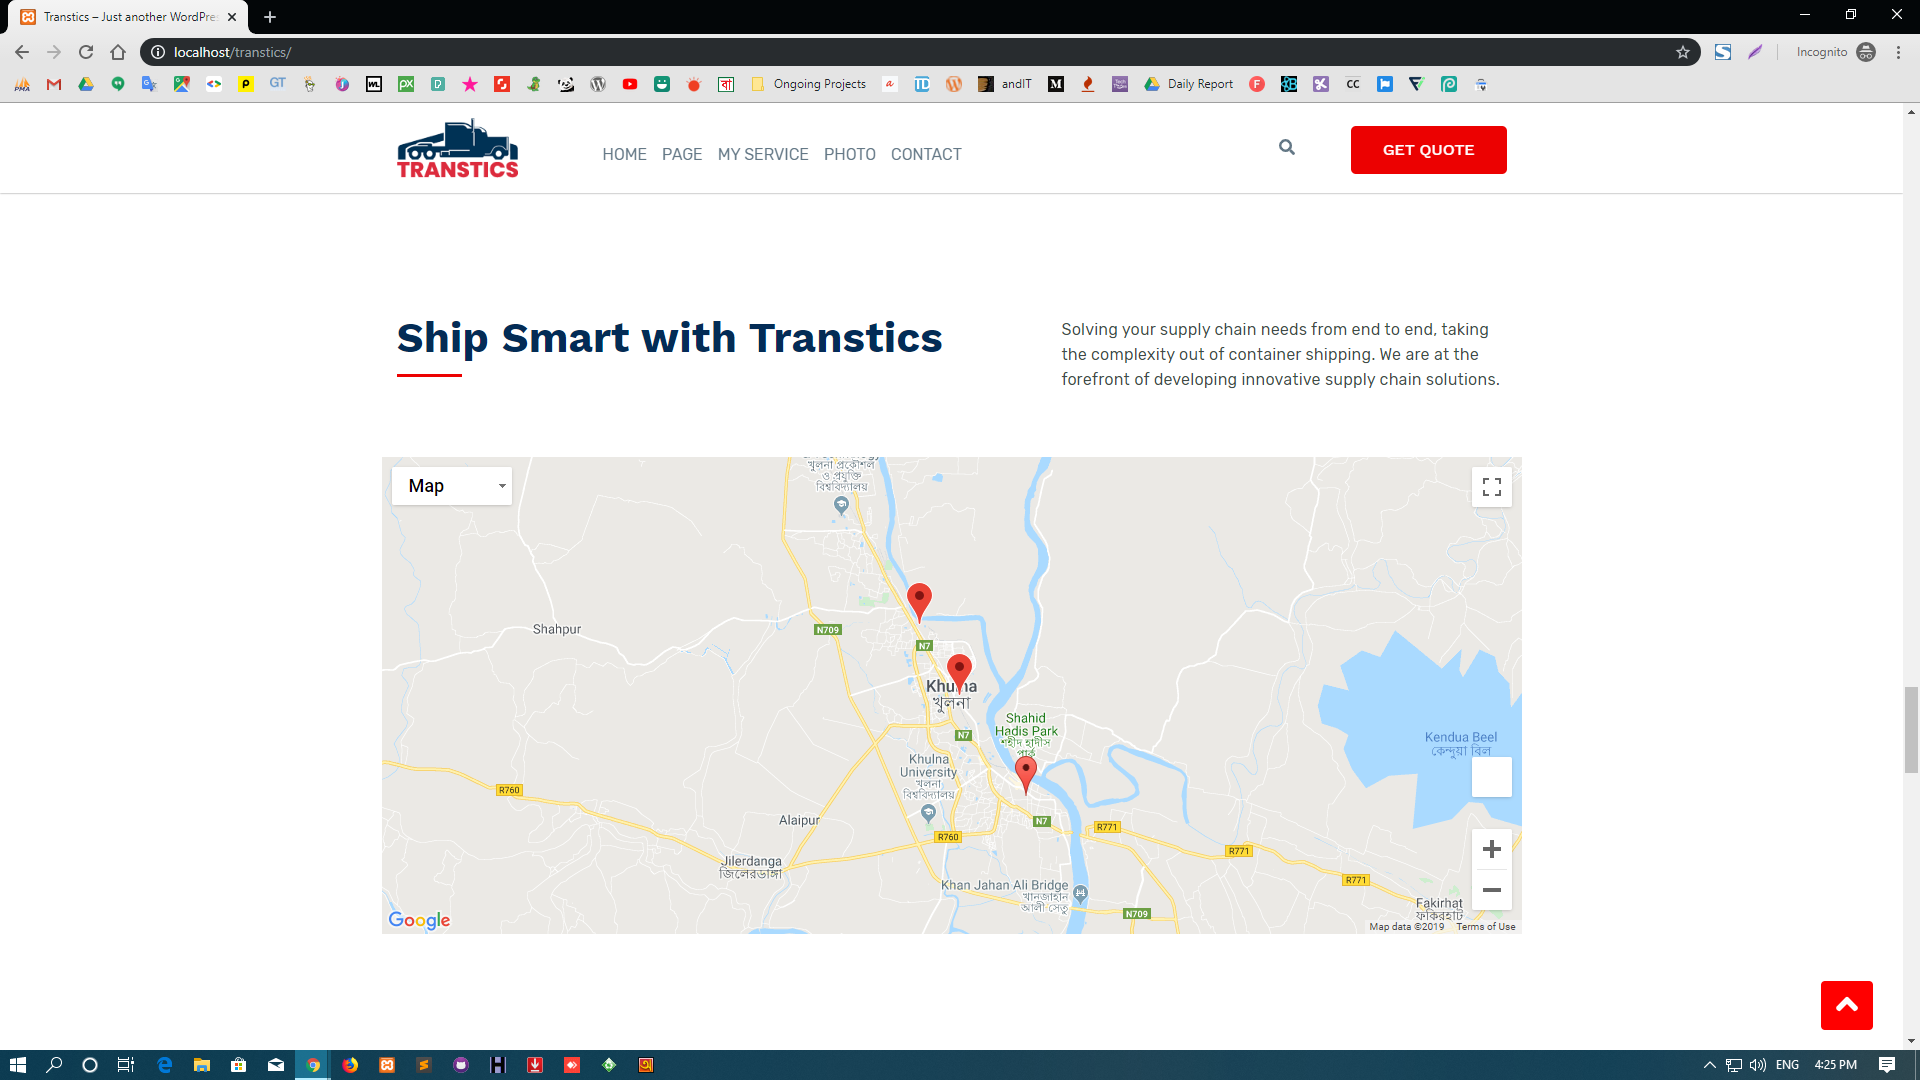 Transtics – Just another WordPre
localhost/transtics/
Incognito
Ongoing Projects
andIT
Daily Report
TRANSTICS
HOME
PAGE
MY SERVICE
PHOTO
CONTACT
GET QUOTE
Ship Smart with Transtics
Solving your supply chain needs from end to end, taking
the complexity out of container shipping. We are at the
forefront of developing innovative supply chain solutions.
Map
খুলনা প্রকৌশল
ও প্রযুক্তি
বিশ্ববিদ্যালয়
Shahpur
N709
N7
Khulna
খুলনা
Shahid
Hadis Park
শহীদ হাদীস
পার্ক
N7
Kendua Beel
কেন্দুয়া বিল
Khulna
University
খুলনা
বিশ্ববিদ্যালয়
R760
Alaipur
N7
R771
R760
R771
Jilerdanga
জিলেরডাঙ্গা
R771
Khan Jahan Ali Bridge
খানজাহান
আলী সেতু
Fakirhat
ফকিরহাট
N709
Google
Map data ©2019
Terms of Use
ENG
4:25 PM